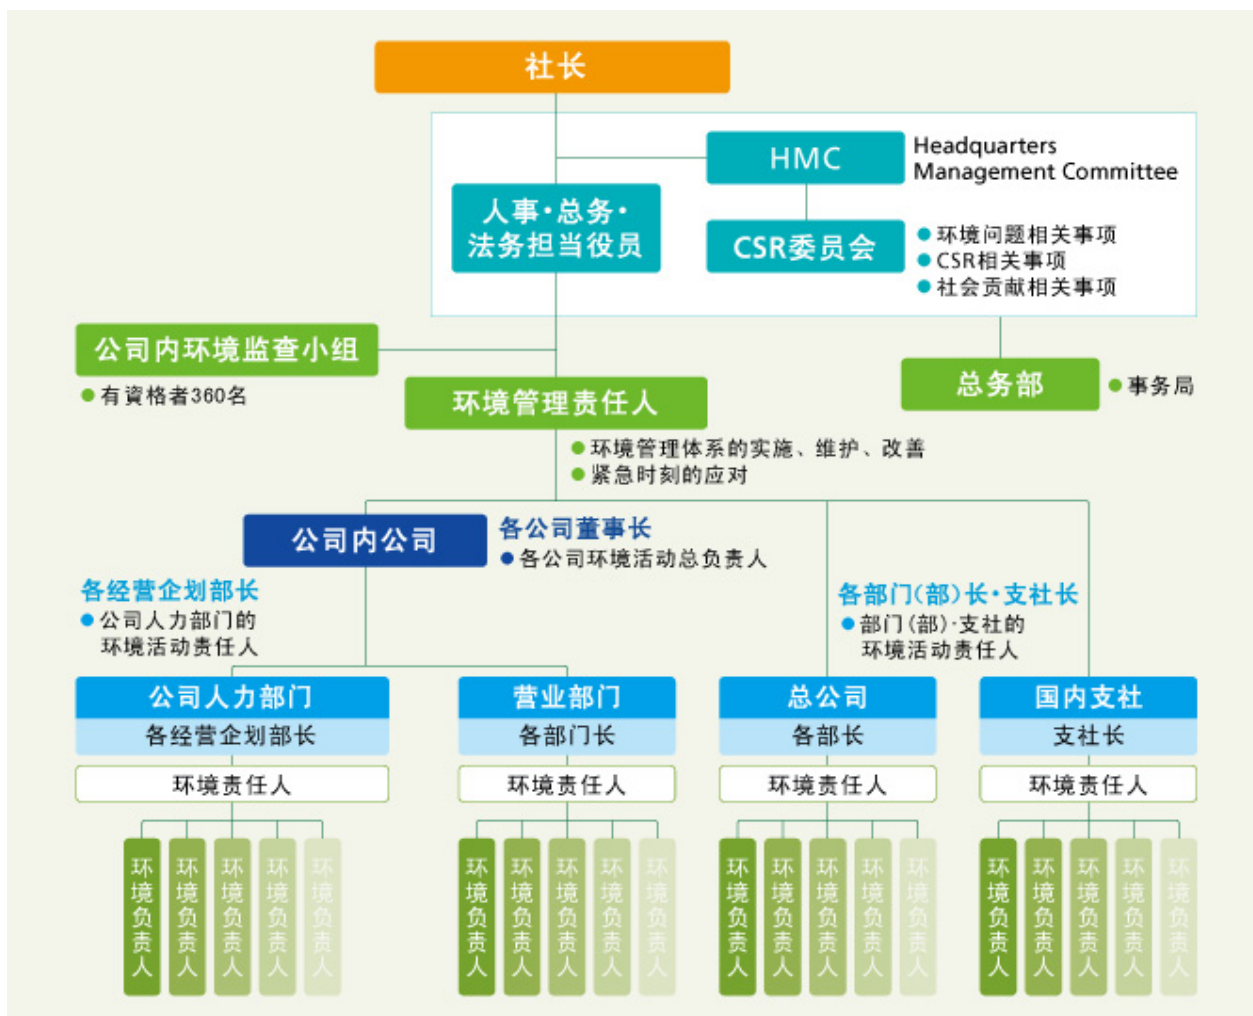 社长
HMC
Headquarters
Management Committee
人事·总务·
法务担当役员
CSR委员会
环境问题相关事项
CSR相关事项
社会贡献相关事项
公司内环境监查小组
有資格者360名
总务部
事务局
环境管理责任人
环境管理体系的实施、维护、改善
紧急时刻的应对
公司内公司
各公司董事长
各公司环境活动总负责人
各经营企划部长
公司人力部门的
环境活动责任人
各部门(部)长·支社长
部门(部)·支社的
环境活动责任人
公司人力部门
各经营企划部长
环境责任人
环境负责人
环境负责人
环境负责人
环境负责人
环境负责人
营业部门
各部门长
环境责任人
环境负责人
环境负责人
环境负责人
环境负责人
环境负责人
总公司
各部长
环境责任人
环境负责人
环境负责人
环境负责人
环境负责人
环境负责人
国内支社
支社长
环境责任人
环境负责人
环境负责人
环境负责人
环境负责人
环境负责人